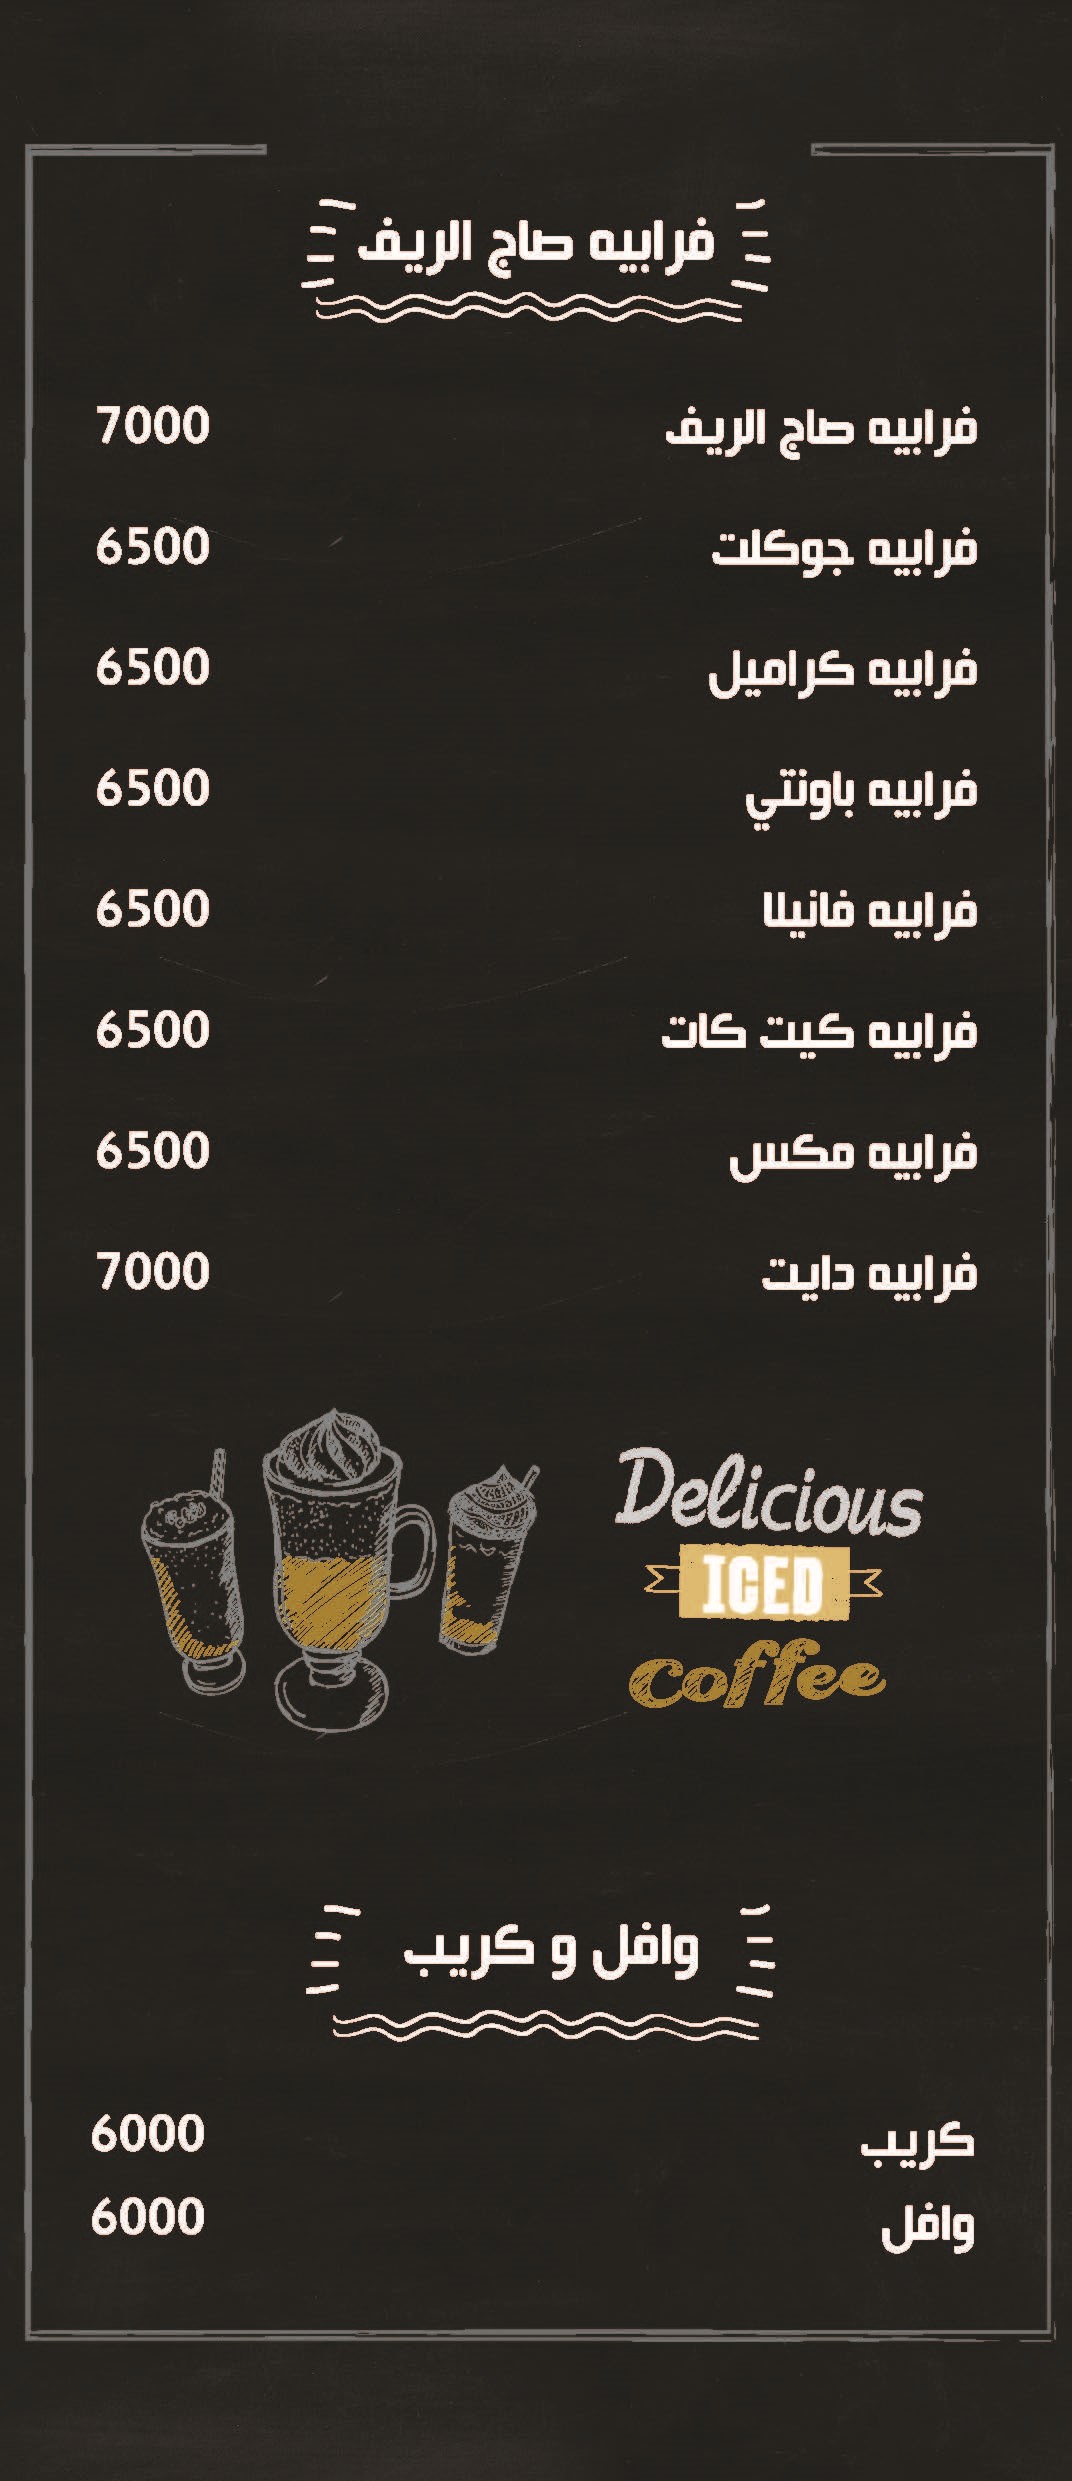 فرابيه صاج الريف
فرابيه صاج الريف 7000
فرابيه جوكلت 6500
فرابيه كراميل 6500
فرابيه باونتي 6500
فرابيه فانيلا 6500
فرابيه كيت كات 6500
فرابيه مكس 6500
فرابيه دايت 7000
Delicious
ICED
Coffee
وافل و كريب
كريب 6000
وافل 6000